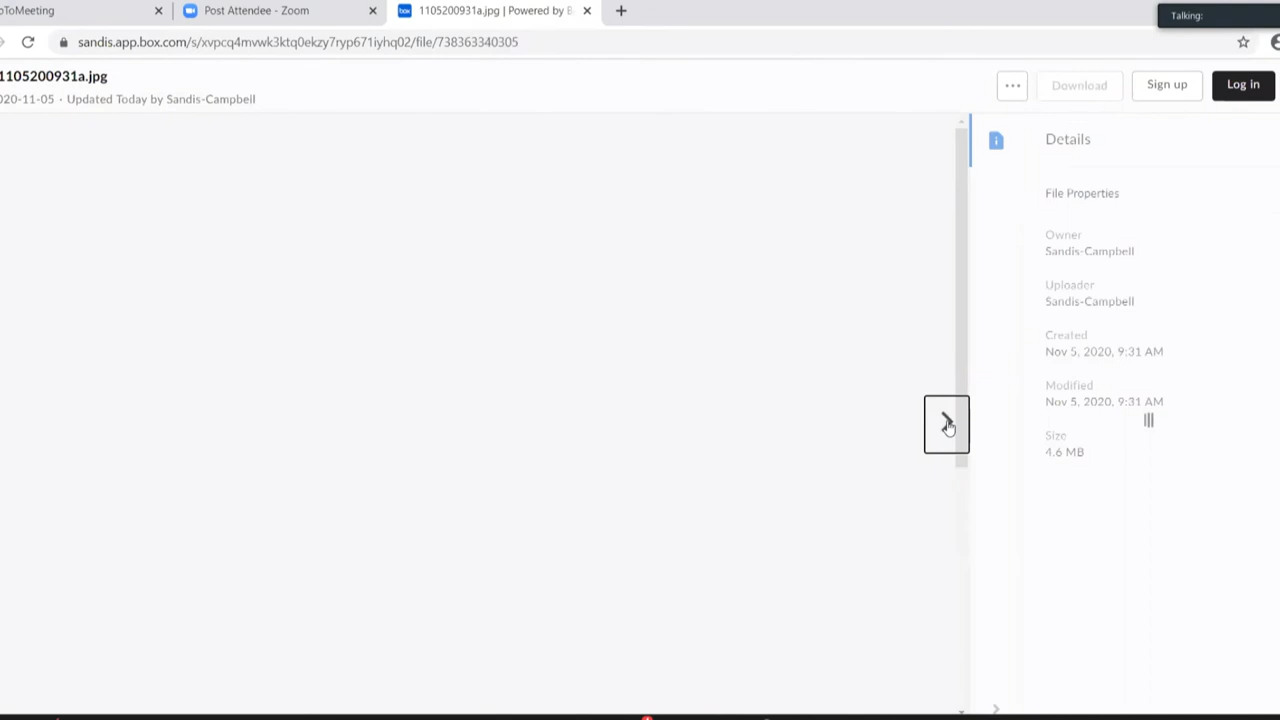 oToMeeting
Post Attendee - Zoom
1105200931a.jpg | Powered by B
Talking:
sandis.app.box.com/s/xvpcq4mvwk3ktq0ekzy7ryp671iyhq02/file/738363340305
1105200931a.jpg
020-11-05 · Updated Today by Sandis-Campbell
Download
Sign up
Log in
Details
File Properties
Owner
Sandis-Campbell
Uploader
Sandis-Campbell
Created
Nov 5, 2020, 9:31 AM
Modified
Nov 5, 2020, 9:31 AM
Size
4.6 MB